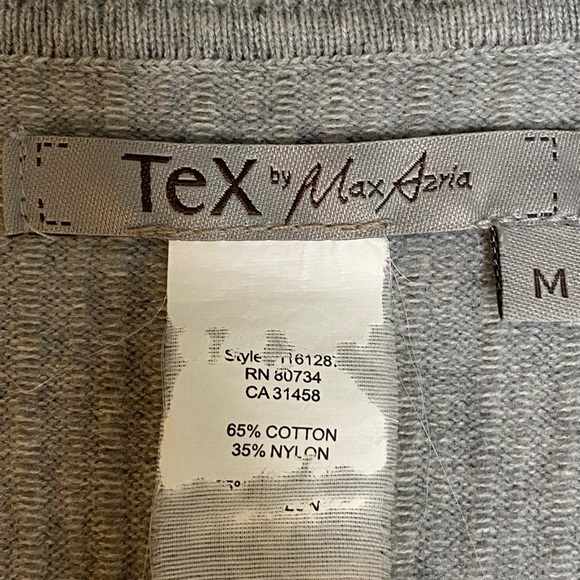 TeX by Max Azria
M
RN 80734
CA 31458
65% COTTON
35% NYLON